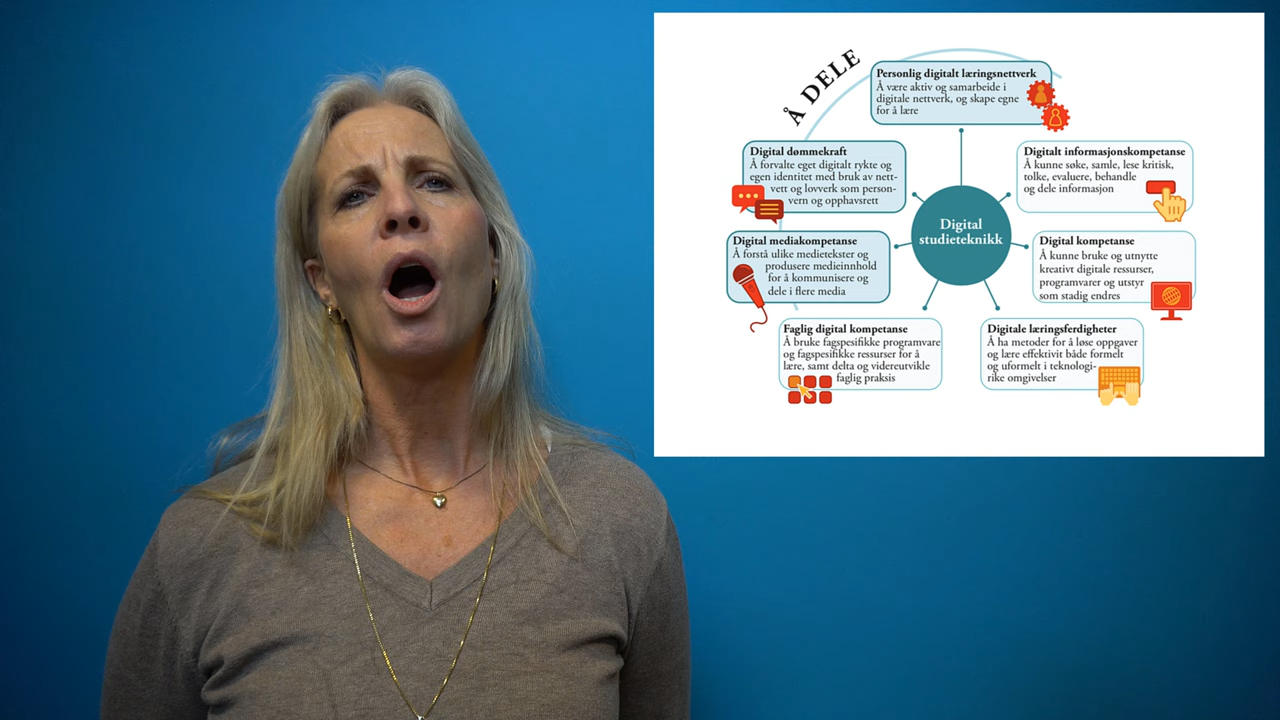 Å DELE
Personlig digitalt læringsnettverk
Å være aktiv og samarbeide i
digitale nettverk, og skape egne
for å lære
Digital dømmekraft
Å forvalte eget digitalt rykte og
egen identitet med bruk av nett-
vett og lovverk som person-
vern og opphavsrett
Digitalt informasjonskompetanse
Å kunne søke, samle, lese kritisk,
tolke, evaluere, behandle
og dele informasjon
Digital
studieteknikk
Digital mediakompetanse
Å forstå ulike medietekster og
produsere medieinnhold
for å kommunisere og
dele i flere media
Digital kompetanse
Å kunne bruke og utnytte
kreativt digitale ressurser,
programvarer og utstyr
som stadig endres
Faglig digital kompetanse
Å bruke fagspesifikke programvare
og fagspesifikke ressurser for å
lære, samt delta og videreutvikle
faglig praksis
Digitale læringsferdigheter
Å ha metoder for å løse oppgaver
og lære effektivt både formelt
og uformelt i teknologi-
rike omgivelser